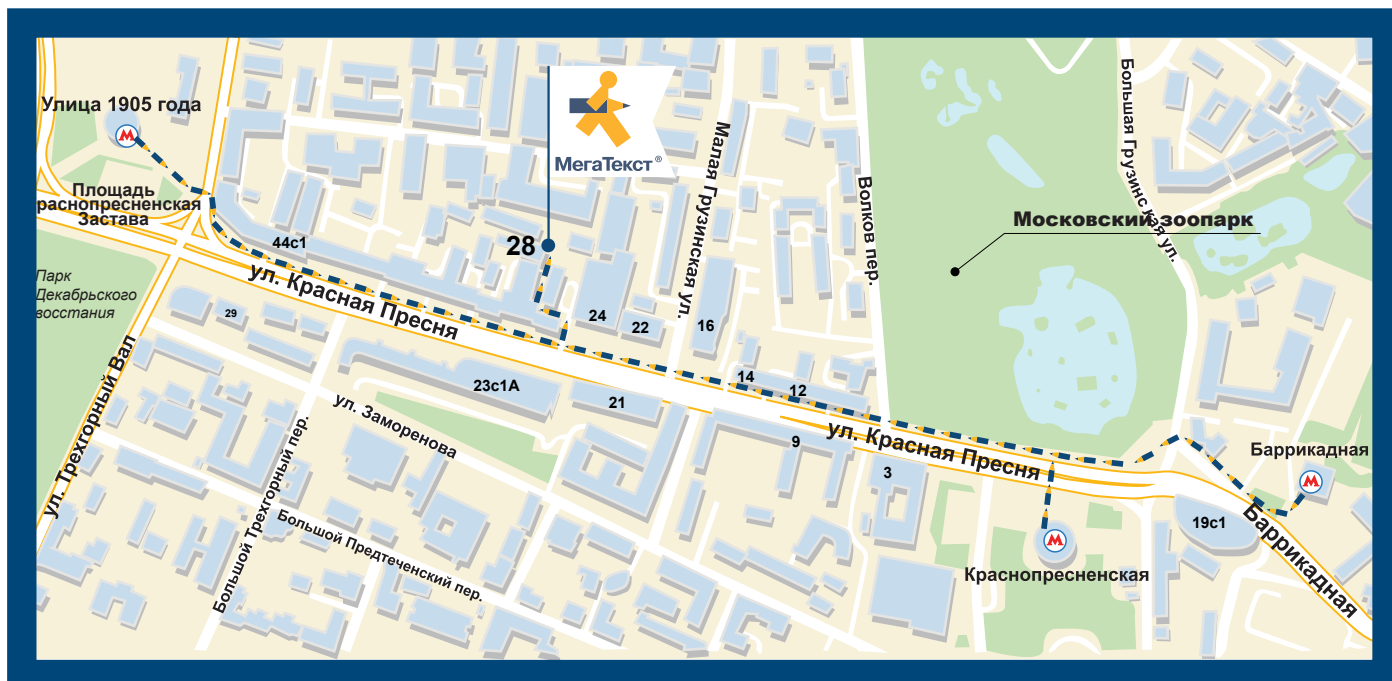 Улица 1905 года
Площадь
раснопресненская
Застава
Парк
Декабрьского
восстания
ул. Трехгорный Вал
44с1
29
ул. Красная Пресня
28
МегаТекст®
24
22
16
Малая Грузинская ул.
Волков пер.
Большая Грузинская ул.
Московский зоопарк
14
12
23с1А
21
9
3
ул. Красная Пресня
ул. Заморенова
Большой Трехгорный пер.
Большой Предтеченский пер.
Краснопресненская
19с1
Баррикадная
Баррикадная